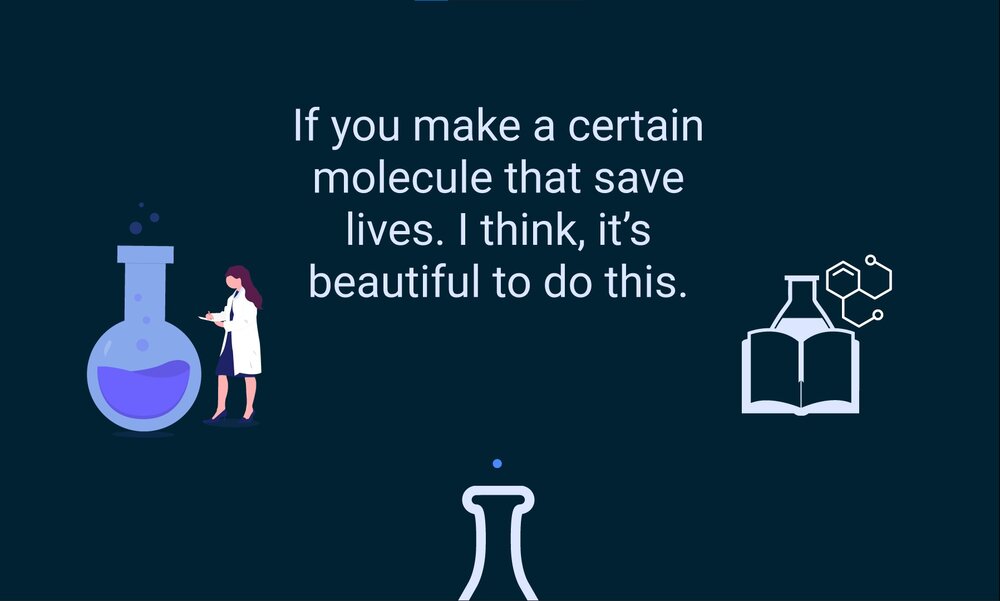 If you make a certain
molecule that save
lives. I think, it’s
beautiful to do this.